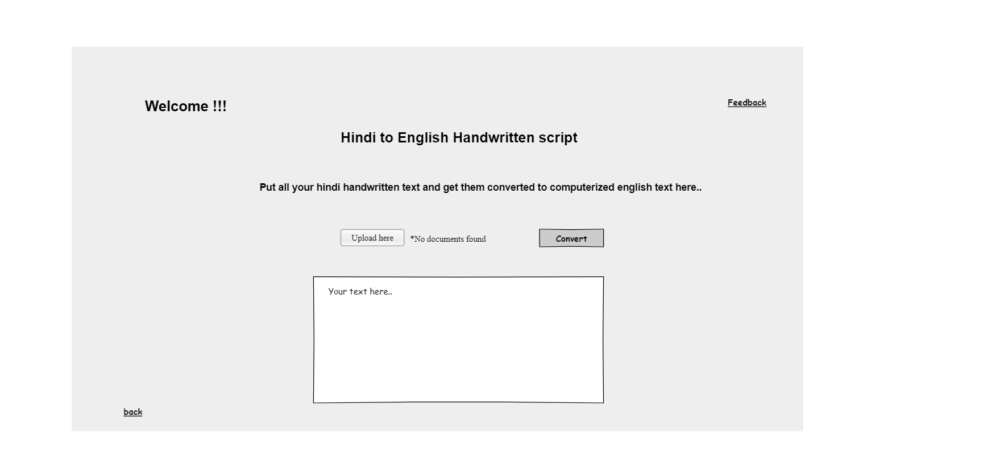 Welcome !!!
Feedback
Hindi to English Handwritten script
Put all your hindi handwritten text and get them converted to computerized english text here..
Upload here
*No documents found
Convert
Your text here..
back